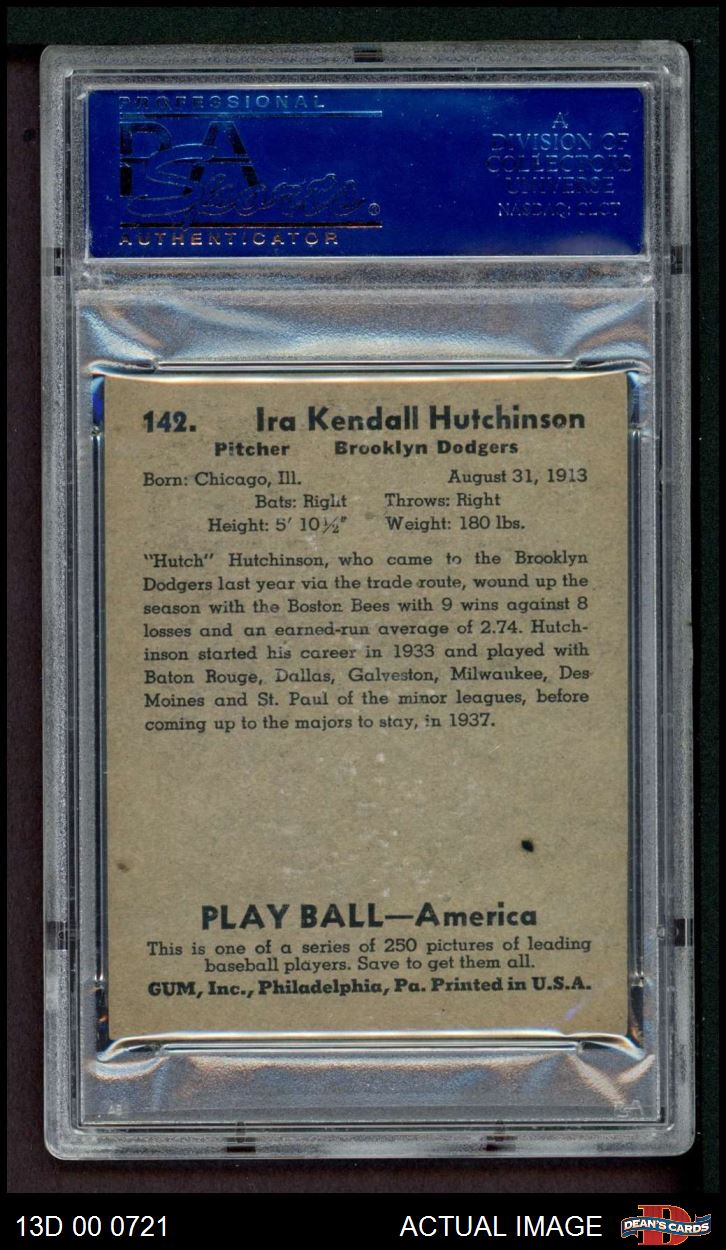 PROFESSIONAL
PSA
Sports
AUTHENTICATOR
A
DIVISION OF
COLLECTORS
UNIVERSE
NASDAQ: CLCT
142. Ira Kendall Hutchinson
Pitcher Brooklyn Dodgers
Born: Chicago, Ill. August 31, 1913
Bats: Right Throws: Right
Height: 5' 10½" Weight: 180 lbs.
"Hutch" Hutchinson, who came to the Brooklyn
Dodgers last year via the trade route, wound up the
season with the Boston Bees with 9 wins against 8
losses and an earned-run average of 2.74. Hutch-
inson started his career in 1933 and played with
Baton Rouge, Dallas, Galveston, Milwaukee, Des
Moines and St. Paul of the minor leagues, before
coming up to the majors to stay, in 1937.
PLAY BALL—America
This is one of a series of 250 pictures of leading
baseball players. Save to get them all.
GUM, Inc., Philadelphia, Pa. Printed in U.S.A.
PSA
13D 00 0721
ACTUAL IMAGE
DEAN'S CARDS